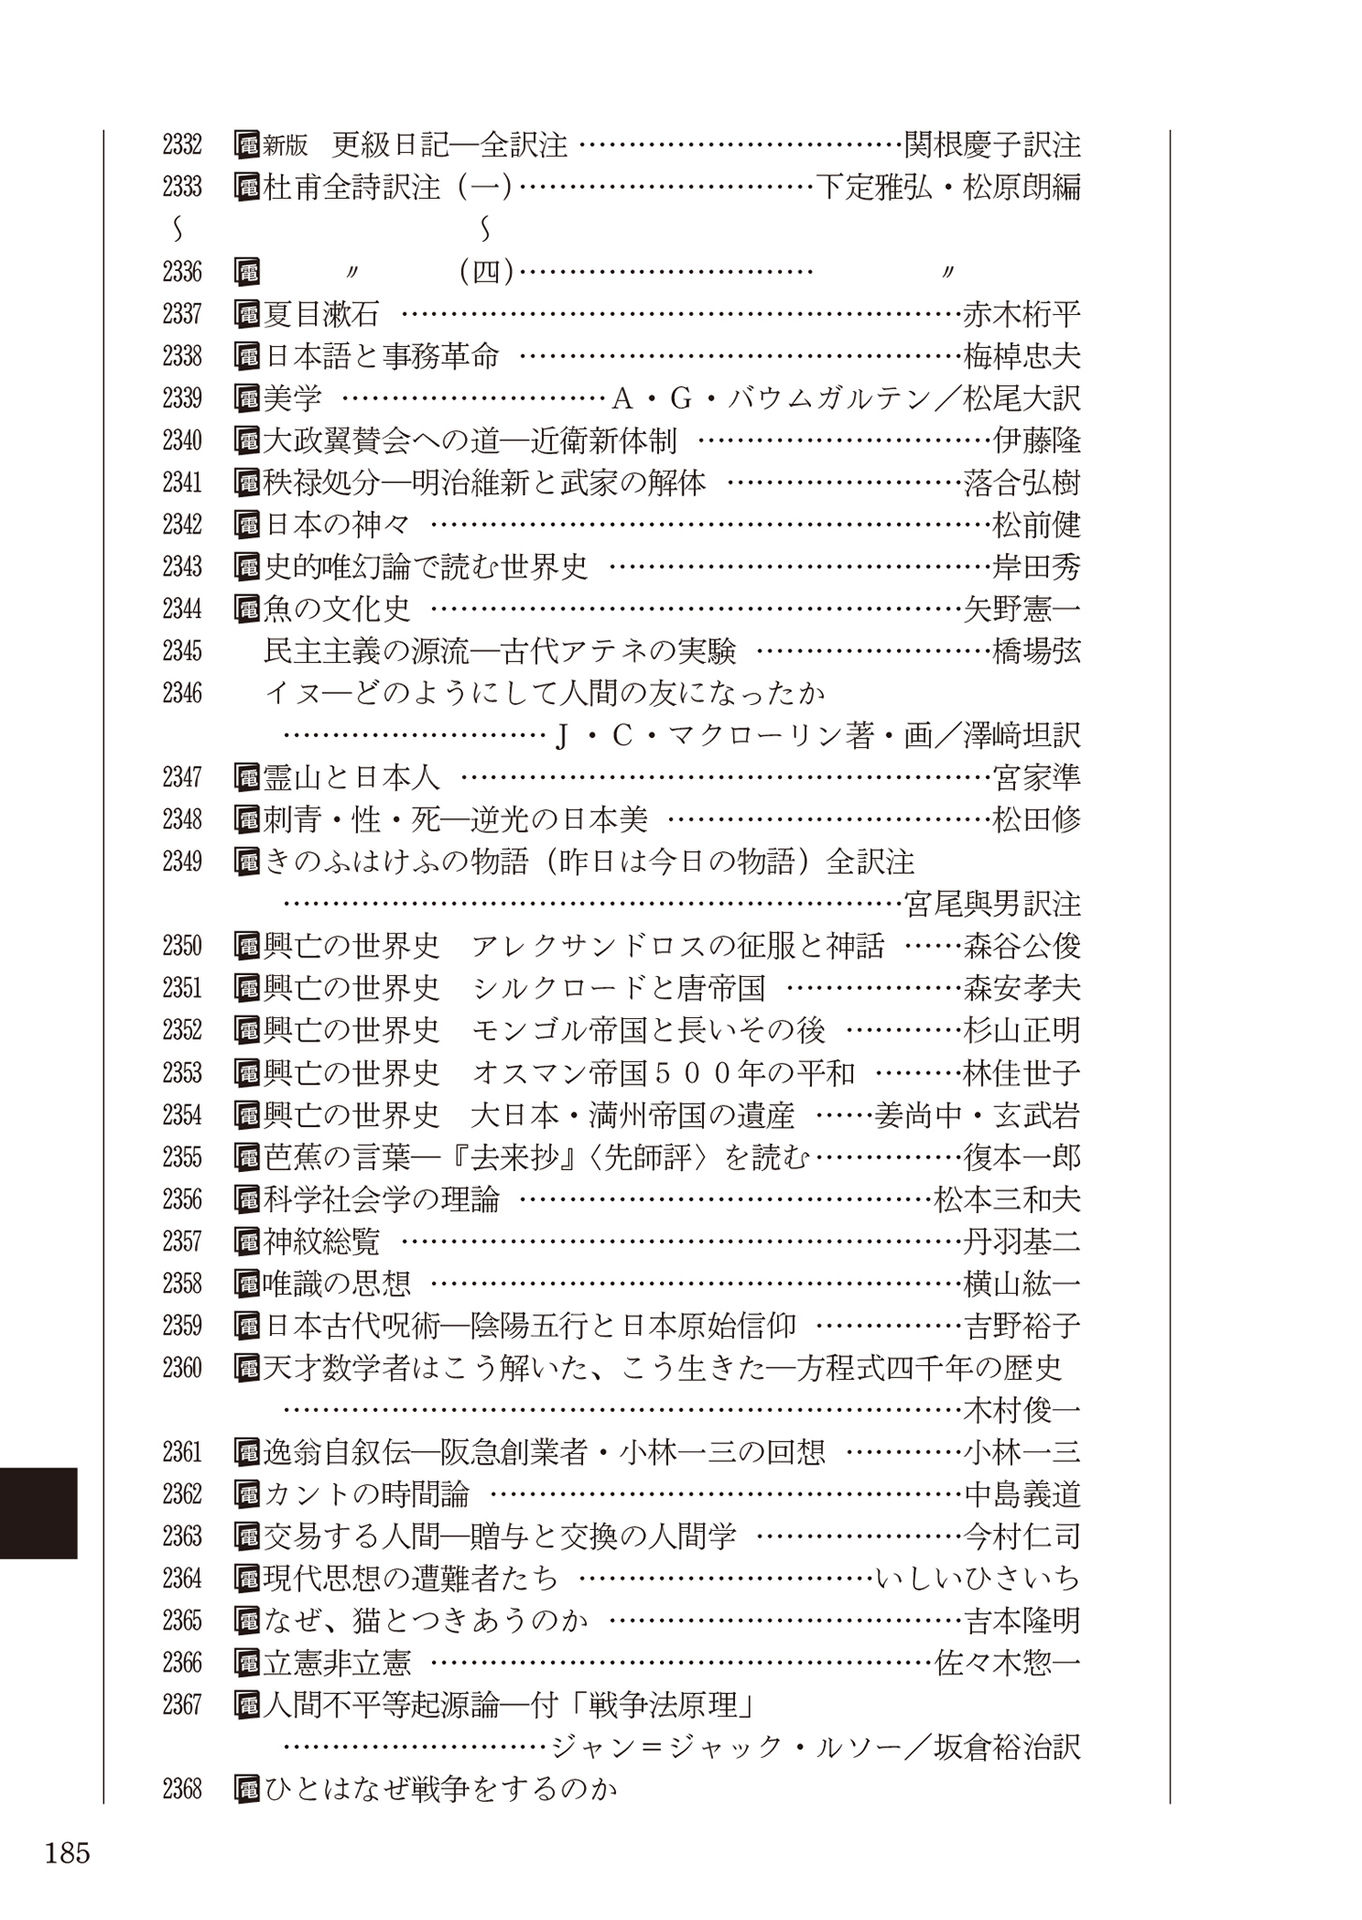 2332 電新版 更級日記―全訳注 ……………………………関根慶子訳注
2333 電杜甫全詩訳注（一）…………………………下定雅弘・松原朗編
〜 〜
2336 電 〃 （四）………………………… 〃
2337 電夏目漱石 …………………………………………………赤木桁平
2338 電日本語と事務革命 ………………………………………梅棹忠夫
2339 電美学 ………………………Ａ・Ｇ・バウムガルテン／松尾大訳
2340 電大政翼賛会への道―近衛新体制 …………………………伊藤隆
2341 電秩禄処分―明治維新と武家の解体 ……………………落合弘樹
2342 電日本の神々 …………………………………………………松前健
2343 電史的唯幻論で読む世界史 …………………………………岸田秀
2344 電魚の文化史 ………………………………………………矢野憲一
2345 民主主義の源流―古代アテネの実験 ……………………橋場弦
2346 イヌ―どのようにして人間の友になったか
………………………Ｊ・Ｃ・マクローリン著・画／澤﨑坦訳
2347 電霊山と日本人 ………………………………………………宮家準
2348 電刺青・性・死―逆光の日本美 ……………………………松田修
2349 電きのふはけふの物語（昨日は今日の物語）全訳注
………………………………………………………宮尾與男訳注
2350 電興亡の世界史 アレクサンドロスの征服と神話 ……森谷公俊
2351 電興亡の世界史 シルクロードと唐帝国 ………………森安孝夫
2352 電興亡の世界史 モンゴル帝国と長いその後 …………杉山正明
2353 電興亡の世界史 オスマン帝国５００年の平和 ………林佳世子
2354 電興亡の世界史 大日本・満州帝国の遺産 ……姜尚中・玄武岩
2355 電芭蕉の言葉―『去来抄』〈先師評〉を読む……………復本一郎
2356 電科学社会学の理論 ……………………………………松本三和夫
2357 電神紋総覧 …………………………………………………丹羽基二
2358 電唯識の思想 ………………………………………………横山紘一
2359 電日本古代呪術―陰陽五行と日本原始信仰 ……………吉野裕子
2360 電天才数学者はこう解いた、こう生きた―方程式四千年の歴史
……………………………………………………………木村俊一
2361 電逸翁自叙伝―阪急創業者・小林一三の回想 …………小林一三
2362 電カントの時間論 …………………………………………中島義道
2363 電交易する人間―贈与と交換の人間学 …………………今村仁司
2364 電現代思想の遭難者たち …………………………いしいひさいち
2365 電なぜ、猫とつきあうのか ………………………………吉本隆明
2366 電立憲非立憲 ……………………………………………佐々木惣一
2367 電人間不平等起源論―付「戦争法原理」
………………………ジャン＝ジャック・ルソー／坂倉裕治訳
2368 電ひとはなぜ戦争をするのか
185